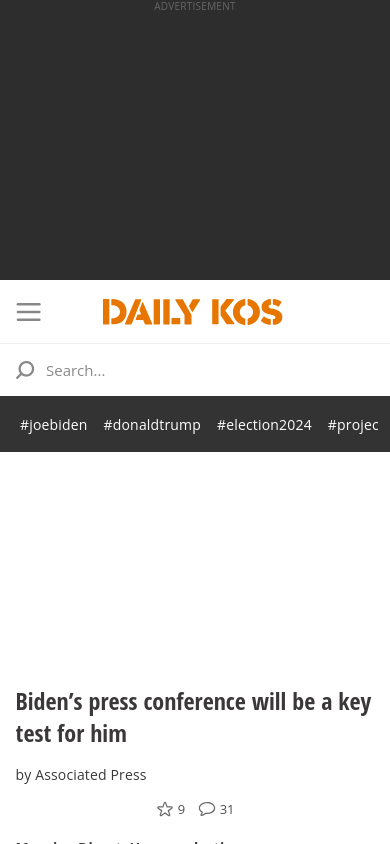 ADVERTISEMENT
DAILY KOS
Search...
#joebiden #donaldtrump #election2024 #projec
Biden's press conference will be a key
test for him
by Associated Press
9 31